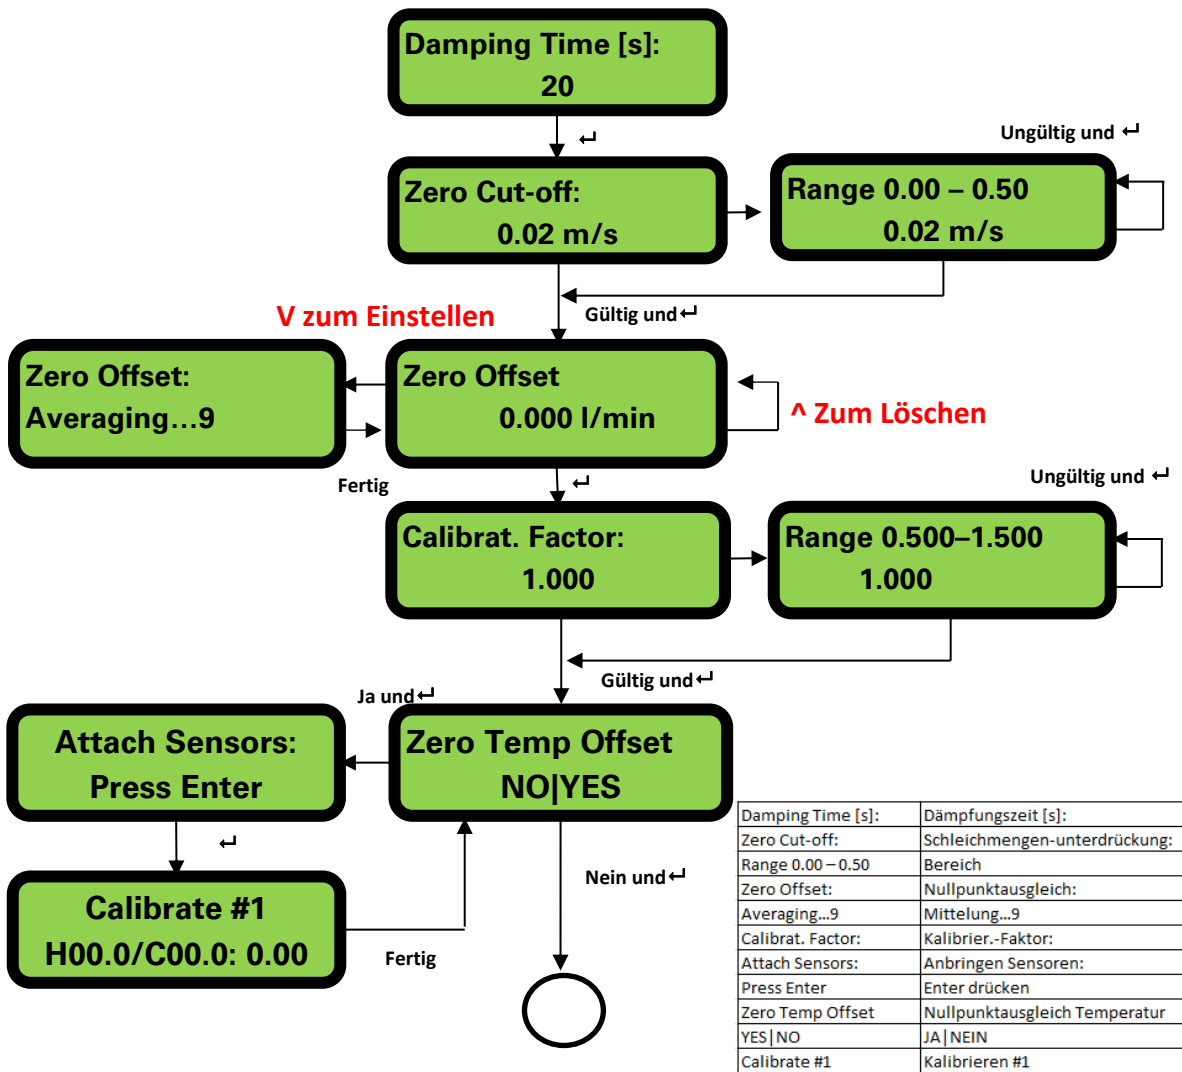 Damping Time [s]:
20
↵
Ungültig und ↵
Zero Cut-off:
0.02 m/s
Range 0.00 – 0.50
0.02 m/s
V zum Einstellen
Gültig und ↵
Zero Offset:
Averaging...9
Zero Offset
0.000 l/min
^ Zum Löschen
Fertig
↵
Ungültig und ↵
Calibrat. Factor:
1.000
Range 0.500–1.500
1.000
Gültig und ↵
Ja und ↵
Attach Sensors:
Press Enter
Zero Temp Offset
NO|YES
↵
Nein und ↵
Calibrate #1
H00.0/C00.0: 0.00
Fertig
Damping Time [s]: Dämpfungszeit [s]:
Zero Cut-off: Schleichmengen-unterdrückung:
Range 0.00 – 0.50 Bereich
Zero Offset: Nullpunktausgleich:
Averaging...9 Mittelung...9
Calibrat. Factor: Kalibrier.-Faktor:
Attach Sensors: Anbringen Sensoren:
Press Enter Enter drücken
Zero Temp Offset Nullpunktausgleich Temperatur
YES|NO JA|NEIN
Calibrate #1 Kalibrieren #1